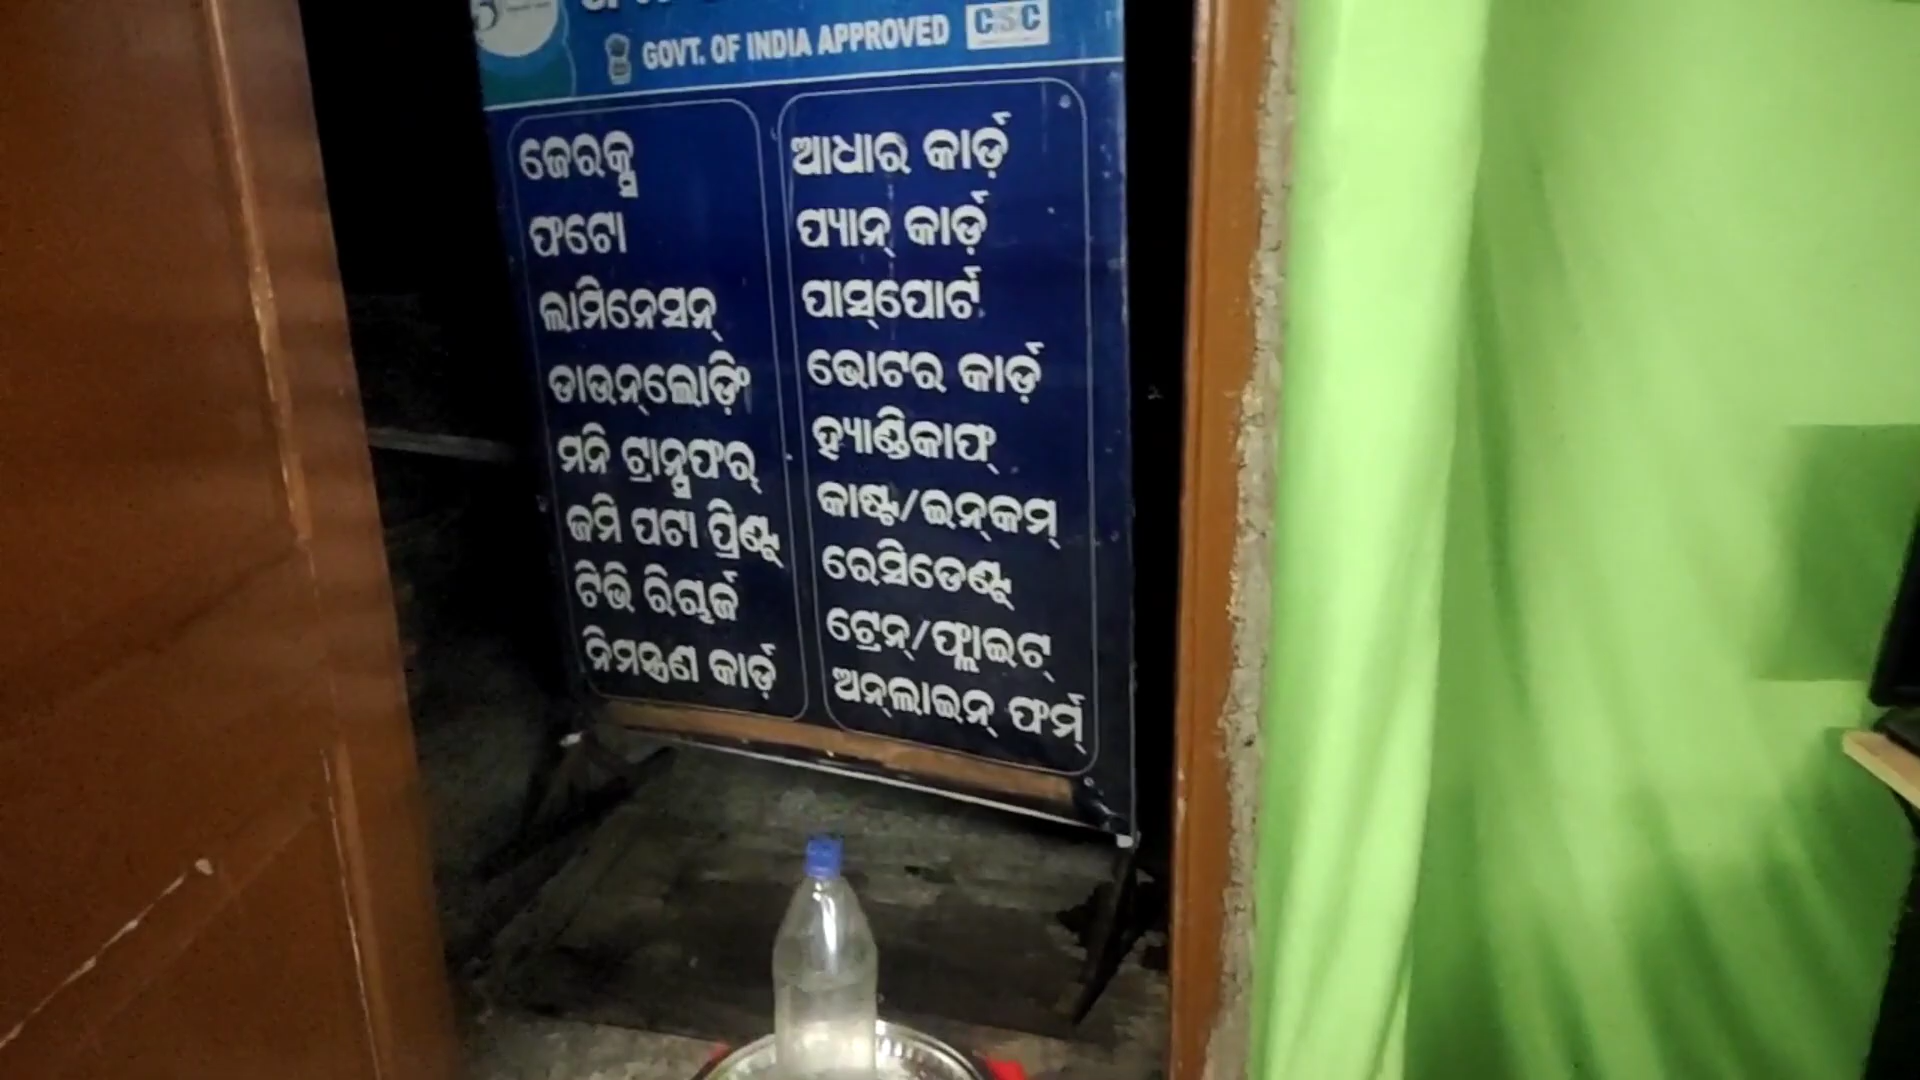 GOVT. OF INDIA APPROVED
CSC
ଜେରକ୍ସ
ଫଟୋ
ଲାମିନେସନ୍
ଡାଉନ୍‌ଲୋଡ଼ିଂ
ମନି ଟ୍ରାନ୍ସଫର୍
ଜମି ପଟା ପ୍ରିଣ୍ଟ୍
ଟିଭି ରିଚାର୍ଜ
ନିମନ୍ତ୍ରଣ କାର୍ଡ଼
ଆଧାର କାର୍ଡ଼
ପ୍ୟାନ୍ କାର୍ଡ଼
ପାସ୍‌ପୋର୍ଟ
ଭୋଟର କାର୍ଡ଼
ହ୍ୟାଣ୍ଡିକାଫ୍
କାଷ୍ଟ/ଇନ୍‌କମ୍
ରେସିଡେଣ୍ଟ୍
ଟ୍ରେନ୍/ଫ୍ଲାଇଟ୍
ଅନ୍‌ଲାଇନ୍ ଫର୍ମ୍